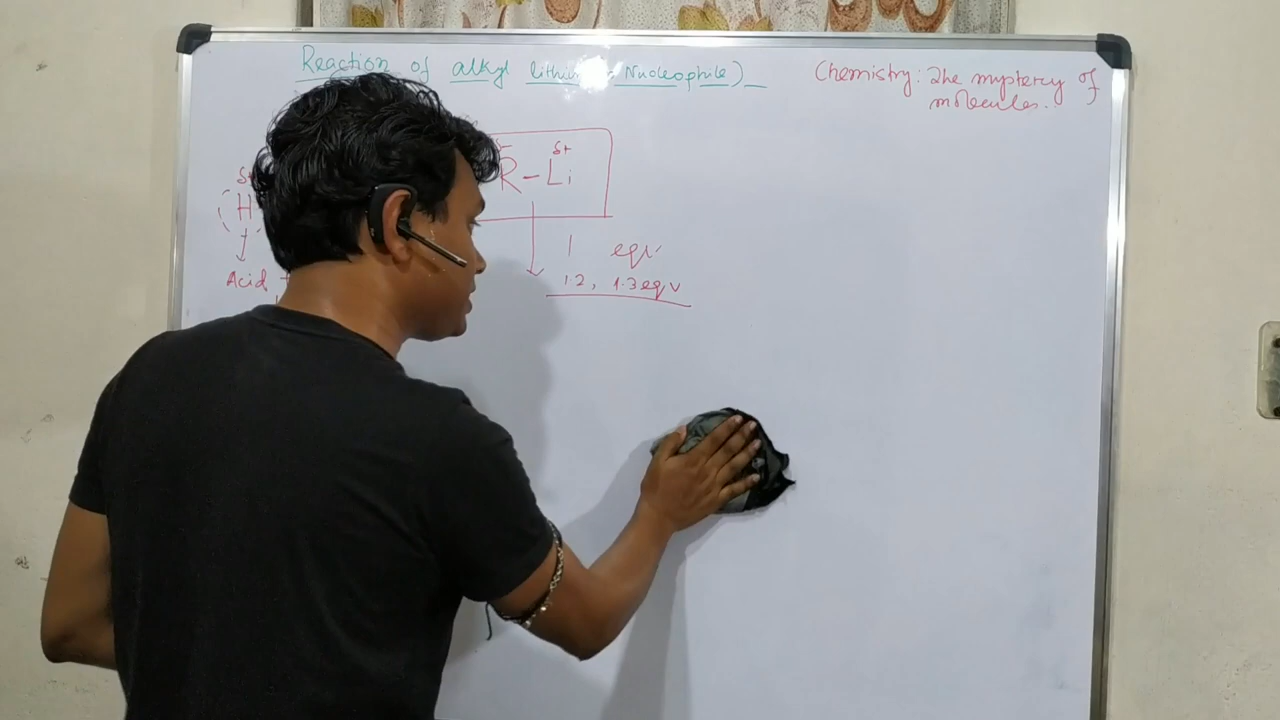 Reaction of alkyl lithium Nucleophile)
Chemistry: The mystery of
molecules..
δ+
R-Li
H
1 eqv
Acid
1.2, 1.3 eqv